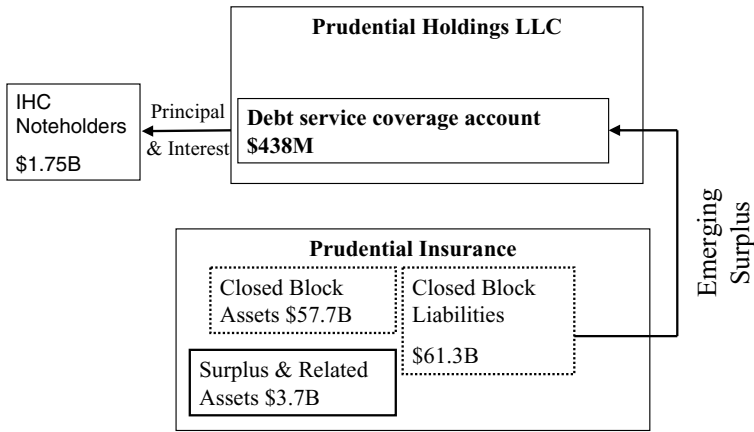 Prudential Holdings LLC
IHC
Noteholders
$1.75B
Principal
& Interest
Debt service coverage account
$438M
Emerging
Surplus
Prudential Insurance
Closed Block
Assets $57.7B
Closed Block
Liabilities
$61.3B
Surplus & Related
Assets $3.7B